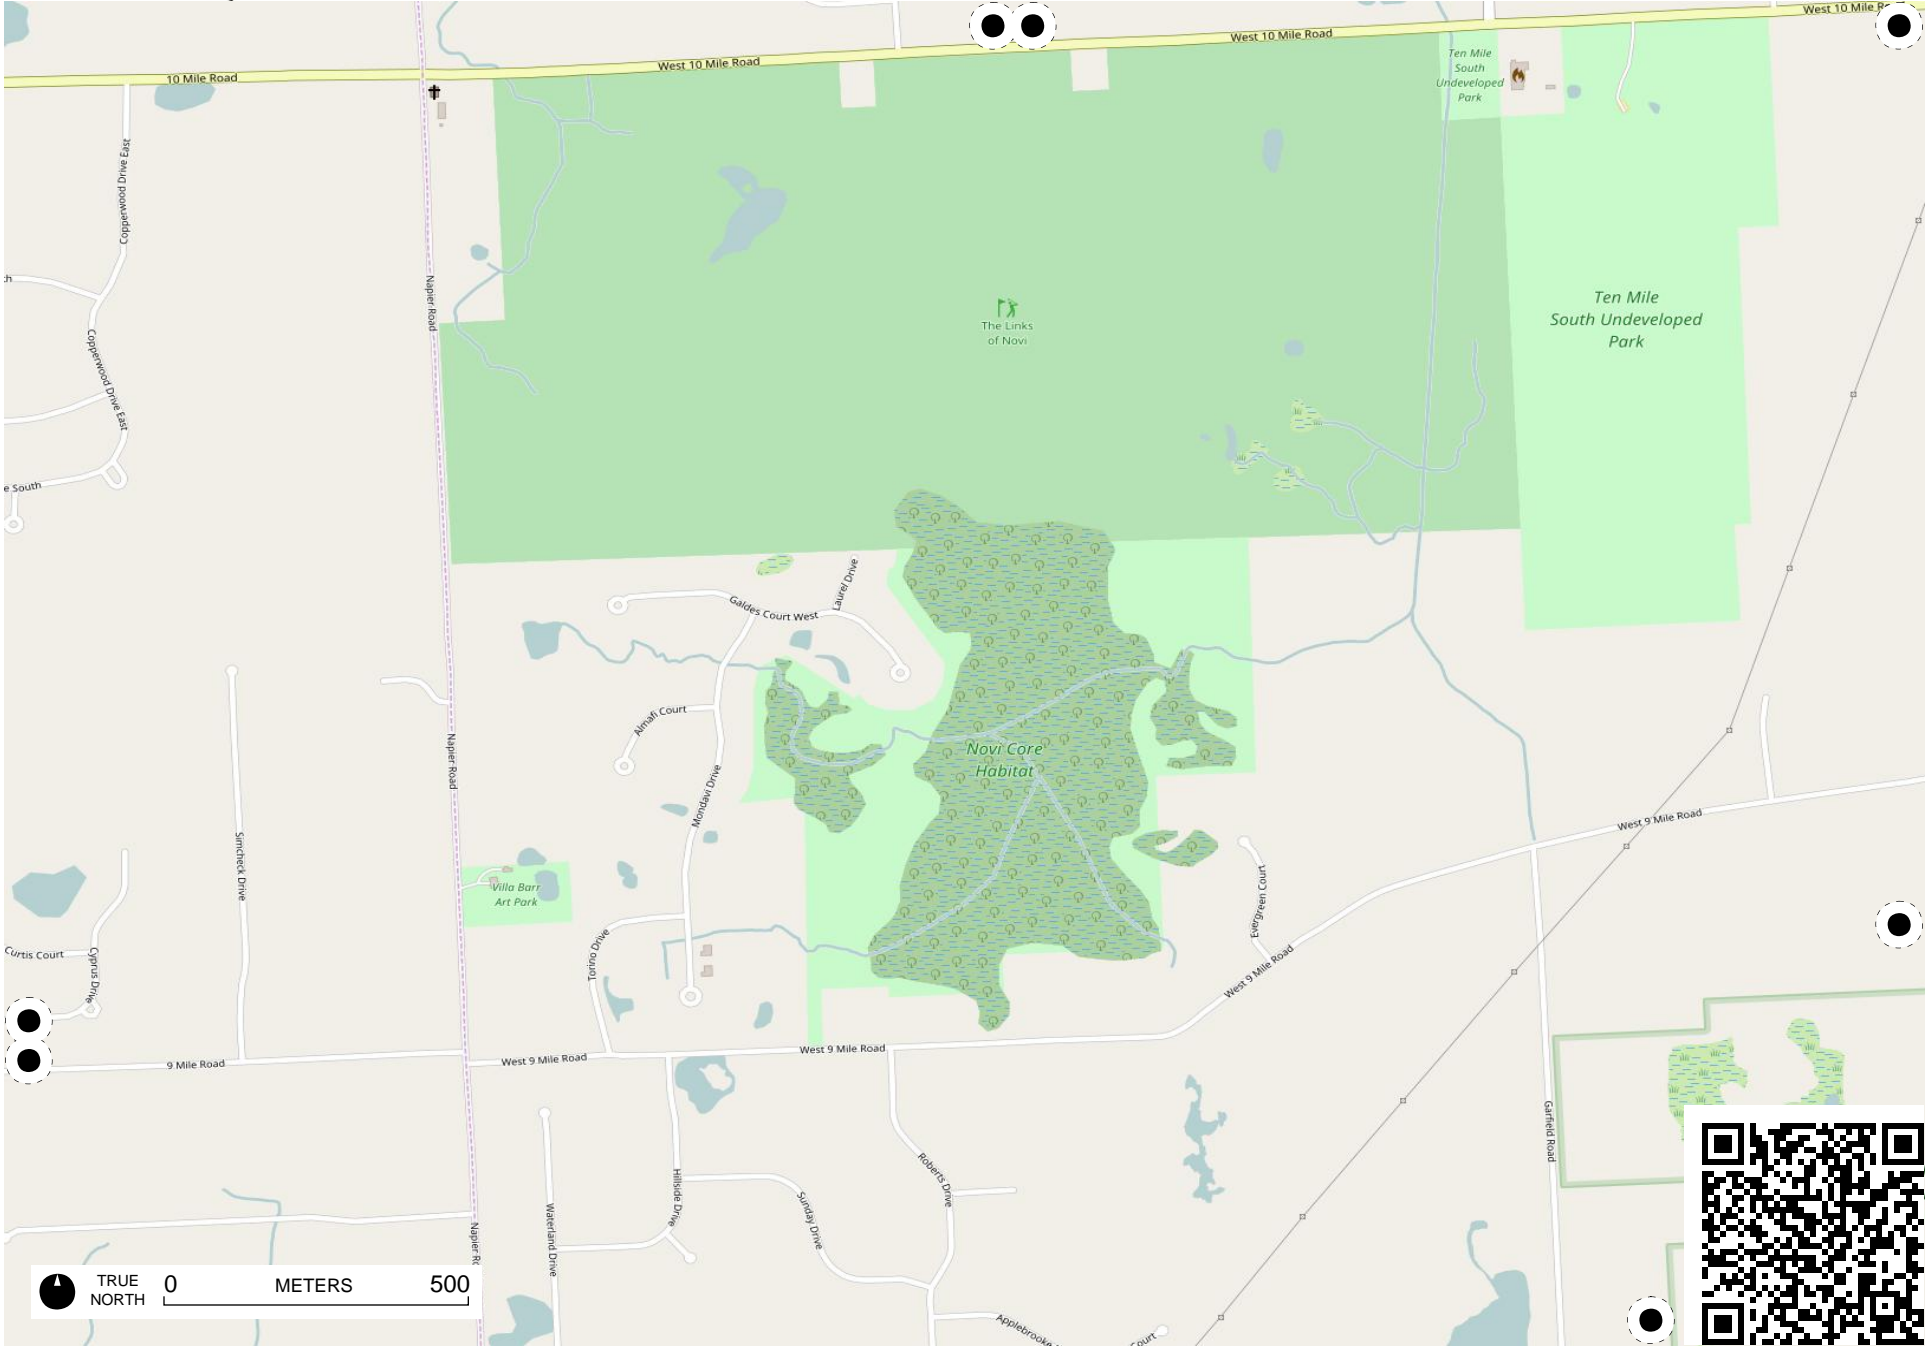 West 10 Mile
West 10 Mile Road
West 10 Mile Road
10 Mile Road
Ten Mile
South
Undeveloped
Park
Copperwood Drive East
Napier Road
Ten Mile
South Undeveloped
Park
The Links
of Novi
Copperwood Drive East
e South
Laurel Drive
Galdes Court West
Almafi Court
Napier Road
Novi Core
Habitat
Mondavi Drive
West 9 Mile Road
Simcheck Drive
Villa Barr
Art Park
Evergreen Court
Curtis Court
Cyprus Drive
Torino Drive
West 9 Mile Road
West 9 Mile Road
West 9 Mile Road
9 Mile Road
Garfield Road
Roberts Drive
Hillside Drive
Sunday Drive
Waterland Drive
Napier Ro
TRUE
NORTH
0 METERS 500
Applebrooke
Court